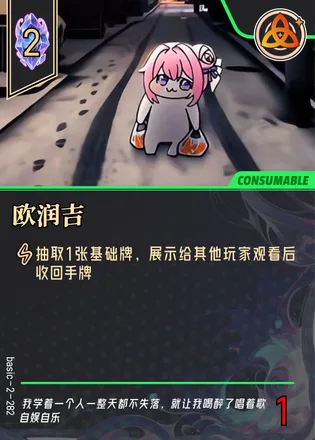 2
CONSUMABLE
欧润吉
抽取1张基础牌，展示给其他玩家观看后
收回手牌
basic-2-282
我学着一个人一整天都不失落，就让我喝醉了唱着歌
自娱自乐
1